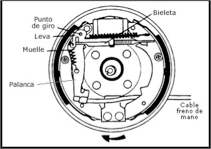 Punto
de giro
Bieleta
Leva
Muelle
Palanca
Cable
freno de
mano